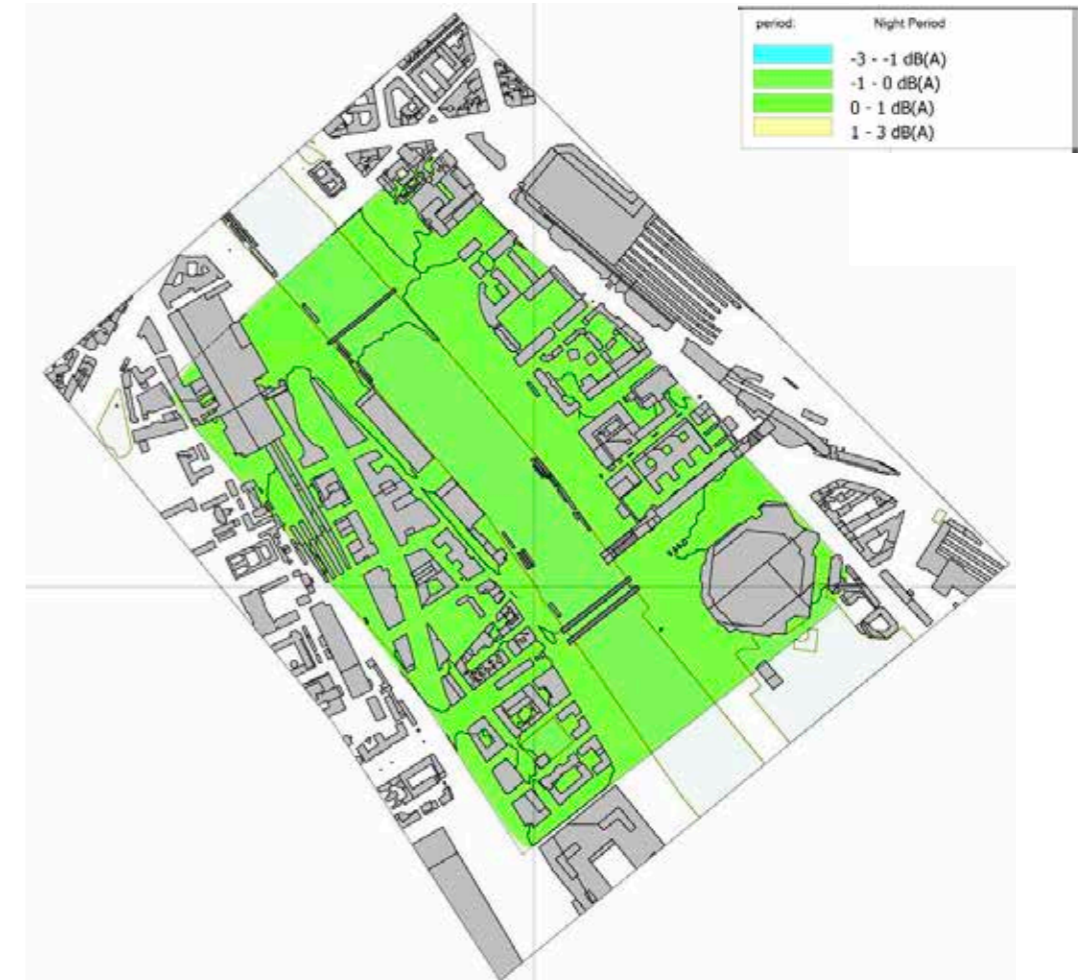 period: Night Period
-3 - -1 dB(A)
-1 - 0 dB(A)
0 - 1 dB(A)
1 - 3 dB(A)